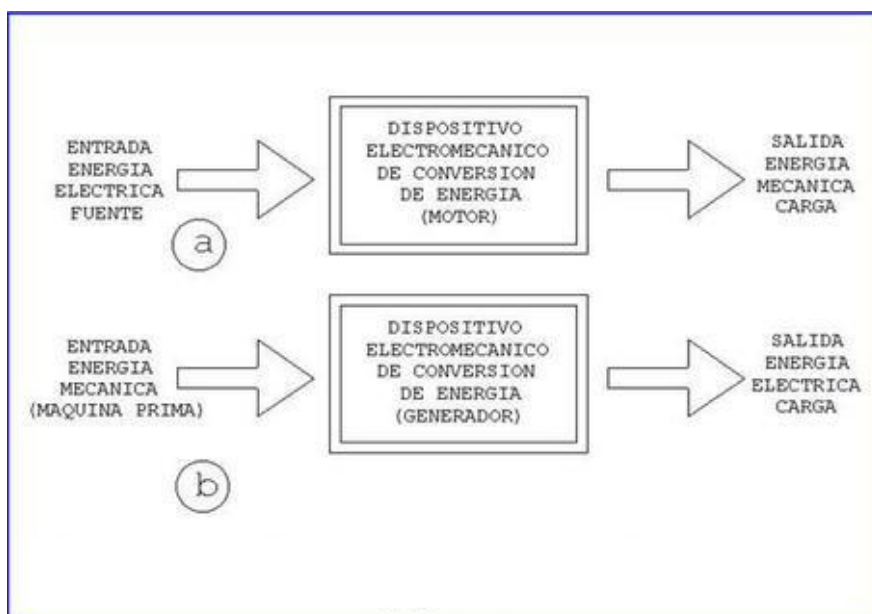 ENTRADA
ENERGIA
ELECTRICA
FUENTE
a
DISPOSITIVO
ELECTROMECANICO
DE CONVERSION
DE ENERGIA
(MOTOR)
SALIDA
ENERGIA
MECANICA
CARGA
ENTRADA
ENERGIA
MECANICA
(MAQUINA PRIMA)
b
DISPOSITIVO
ELECTROMECANICO
DE CONVERSION
DE ENERGIA
(GENERADOR)
SALIDA
ENERGIA
ELECTRICA
CARGA